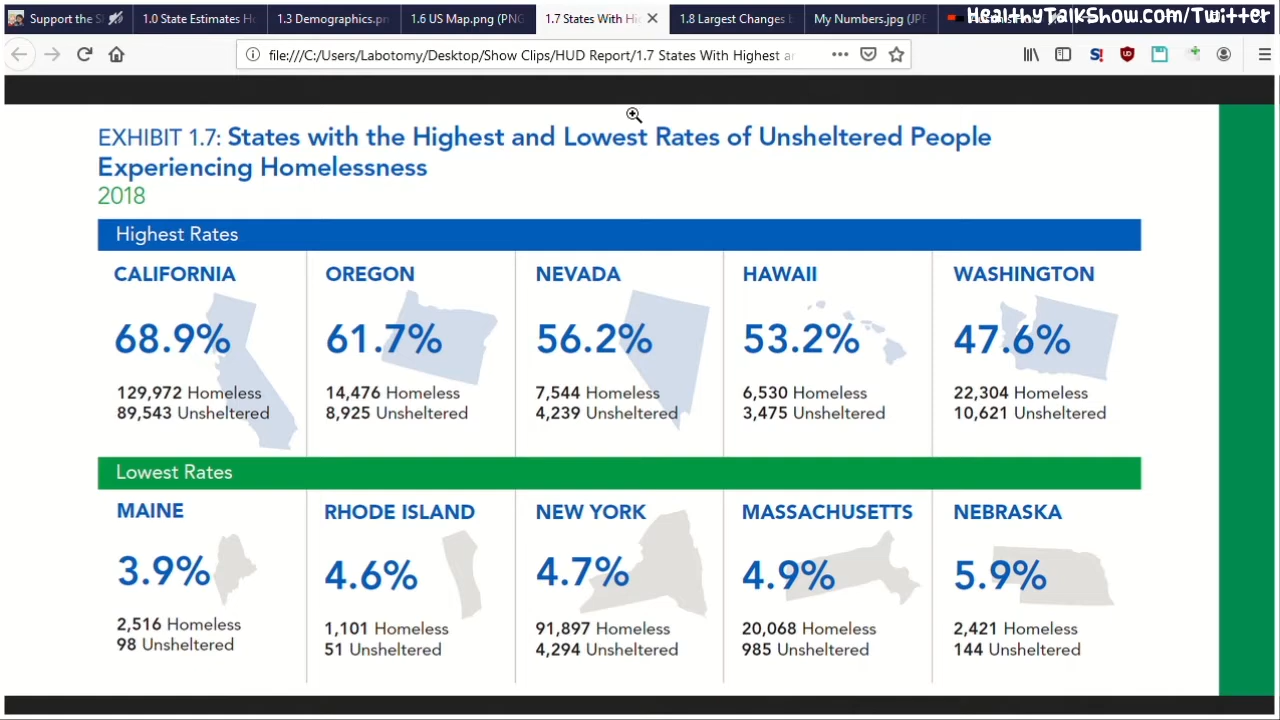 Support the S
1.0 State Estimates H
1.3 Demographics.pn
1.6 US Map.png (PNG
1.7 States With Hi
1.8 Largest Changes b
My Numbers.jpg (JPE
HealthyTalkShow.com/Twitter
file:///C:/Users/Labotomy/Desktop/Show Clips/HUD Report/1.7 States With Highest ar
EXHIBIT 1.7: States with the Highest and Lowest Rates of Unsheltered People
Experiencing Homelessness
2018
Highest Rates
CALIFORNIA
68.9%
129,972 Homeless
89,543 Unsheltered
OREGON
61.7%
14,476 Homeless
8,925 Unsheltered
NEVADA
56.2%
7,544 Homeless
4,239 Unsheltered
HAWAII
53.2%
6,530 Homeless
3,475 Unsheltered
WASHINGTON
47.6%
22,304 Homeless
10,621 Unsheltered
Lowest Rates
MAINE
3.9%
2,516 Homeless
98 Unsheltered
RHODE ISLAND
4.6%
1,101 Homeless
51 Unsheltered
NEW YORK
4.7%
91,897 Homeless
4,294 Unsheltered
MASSACHUSETTS
4.9%
20,068 Homeless
985 Unsheltered
NEBRASKA
5.9%
2,421 Homeless
144 Unsheltered